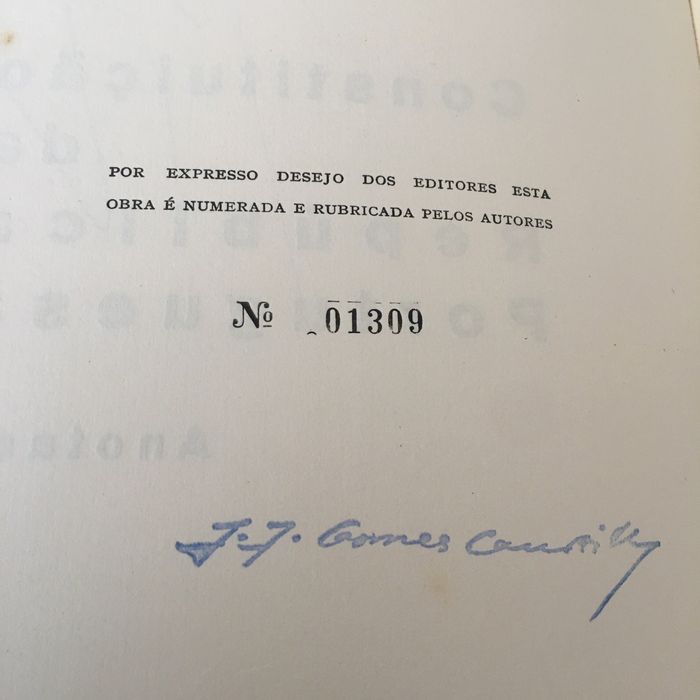 POR EXPRESSO DESEJO DOS EDITORES ESTA
OBRA É NUMERADA E RUBRICADA PELOS AUTORES
Nº 01309
J. J. Gomes Canotilho